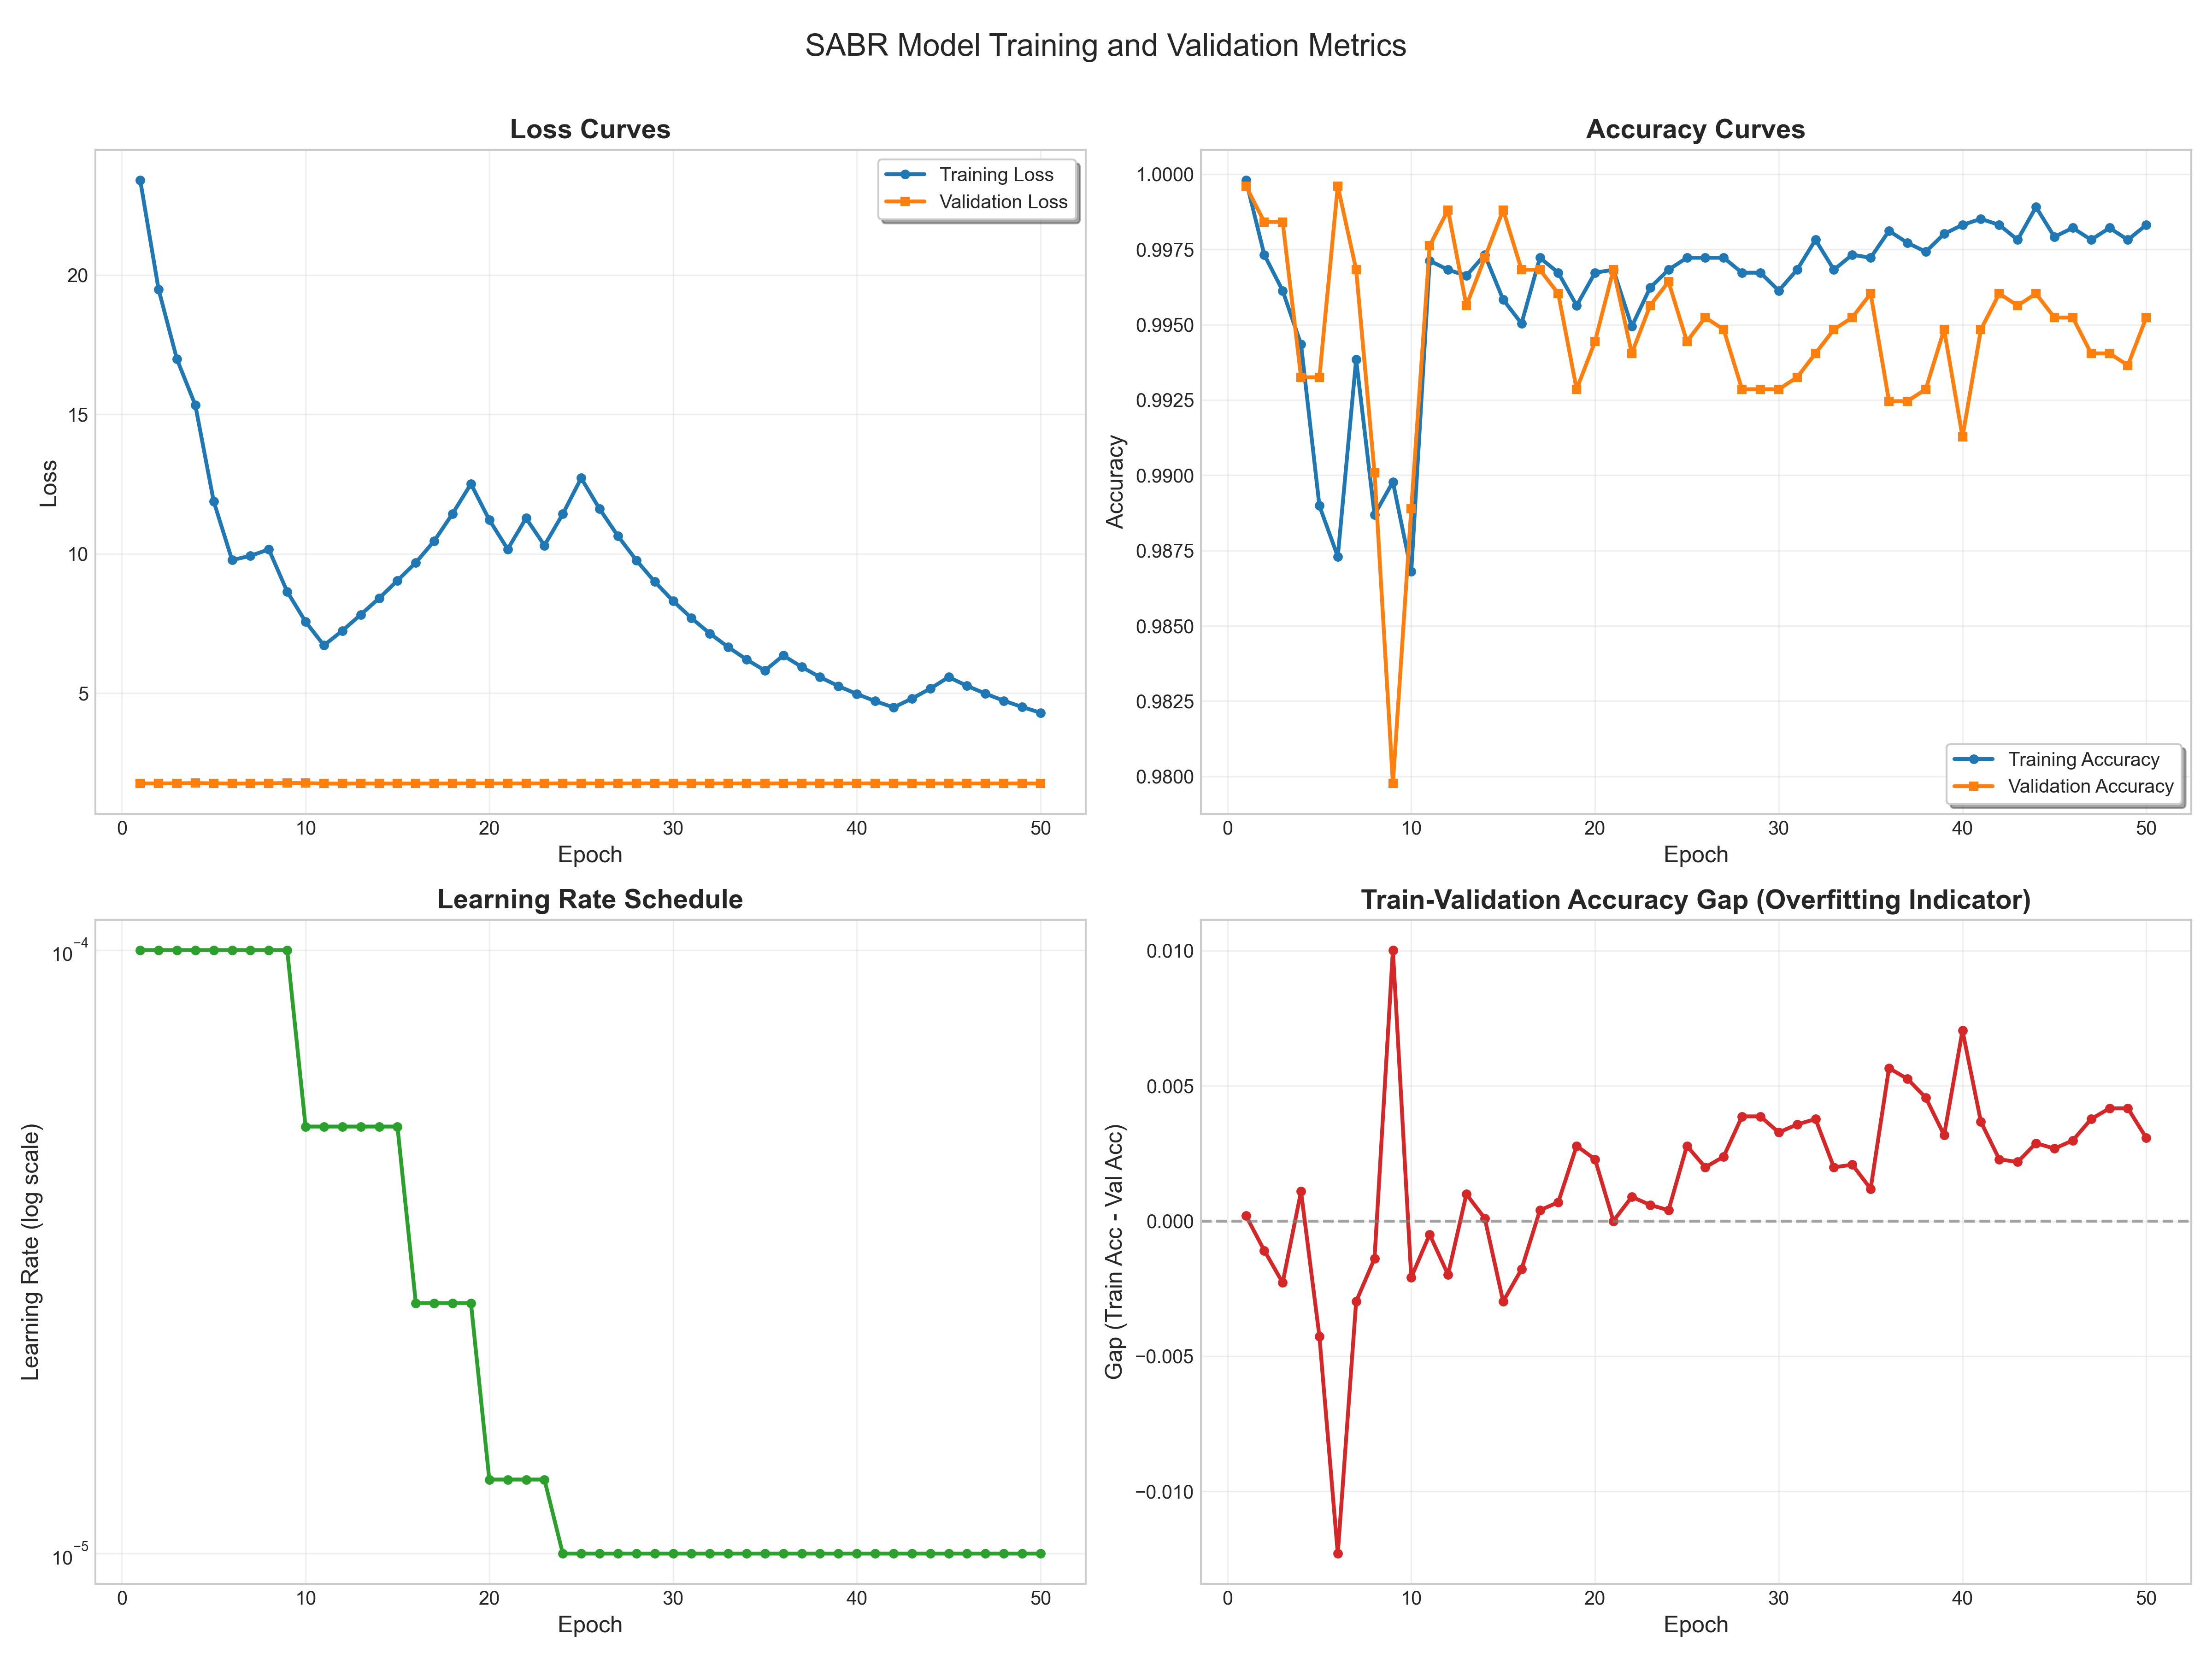 SABR Model Training and Validation Metrics
Loss Curves
Training Loss
Validation Loss
20
15
10
5
Loss
0 10 20 30 40 50
Epoch
Accuracy Curves
1.0000
0.9975
0.9950
0.9925
0.9900
0.9875
0.9850
0.9825
0.9800
Accuracy
Training Accuracy
Validation Accuracy
0 10 20 30 40 50
Epoch
Learning Rate Schedule
10⁻⁴
10⁻⁵
Learning Rate (log scale)
0 10 20 30 40 50
Epoch
Train-Validation Accuracy Gap (Overfitting Indicator)
0.010
0.005
0.000
−0.005
−0.010
Gap (Train Acc - Val Acc)
0 10 20 30 40 50
Epoch